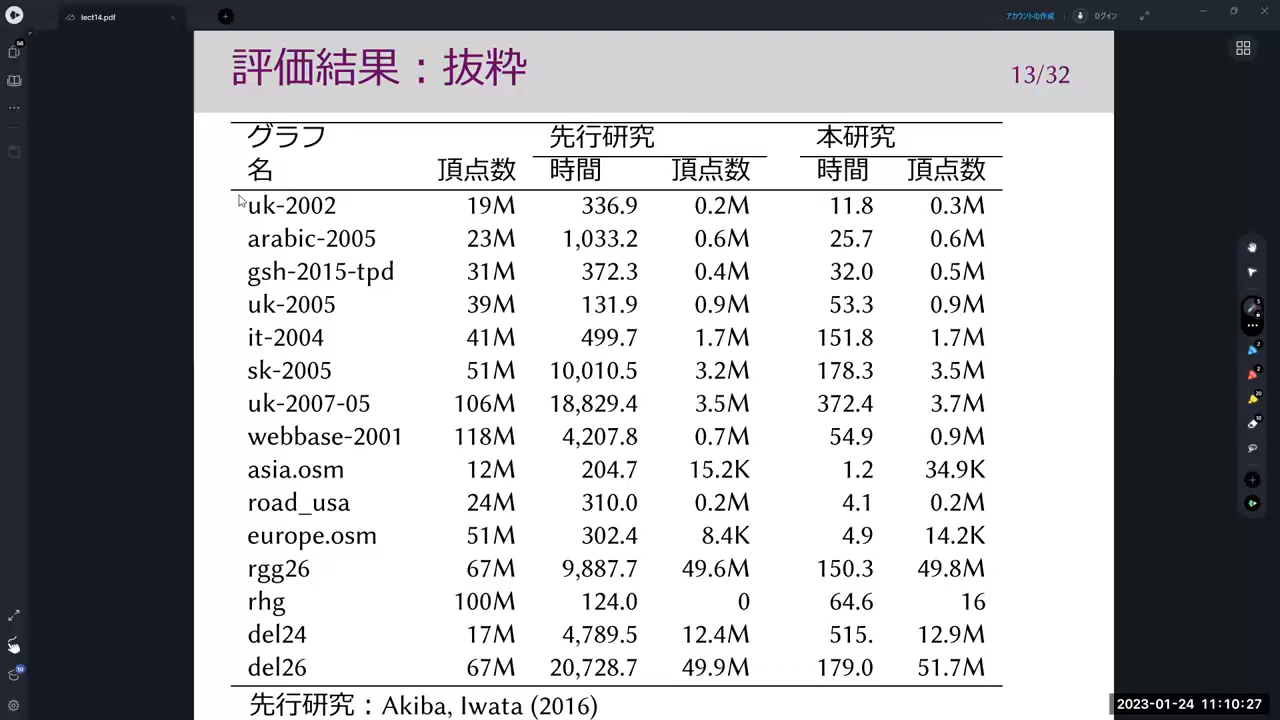 lect14.pdf
アカウントの作成 ログイン
評価結果：抜粋 13/32
グラフ 先行研究 本研究
名 頂点数 時間 頂点数 時間 頂点数
uk-2002 19M 336.9 0.2M 11.8 0.3M
arabic-2005 23M 1,033.2 0.6M 25.7 0.6M
gsh-2015-tpd 31M 372.3 0.4M 32.0 0.5M
uk-2005 39M 131.9 0.9M 53.3 0.9M
it-2004 41M 499.7 1.7M 151.8 1.7M
sk-2005 51M 10,010.5 3.2M 178.3 3.5M
uk-2007-05 106M 18,829.4 3.5M 372.4 3.7M
webbase-2001 118M 4,207.8 0.7M 54.9 0.9M
asia.osm 12M 204.7 15.2K 1.2 34.9K
road_usa 24M 310.0 0.2M 4.1 0.2M
europe.osm 51M 302.4 8.4K 4.9 14.2K
rgg26 67M 9,887.7 49.6M 150.3 49.8M
rhg 100M 124.0 0 64.6 16
del24 17M 4,789.5 12.4M 515. 12.9M
del26 67M 20,728.7 49.9M 179.0 51.7M
先行研究：Akiba, Iwata (2016)
2023-01-24 11:10:27